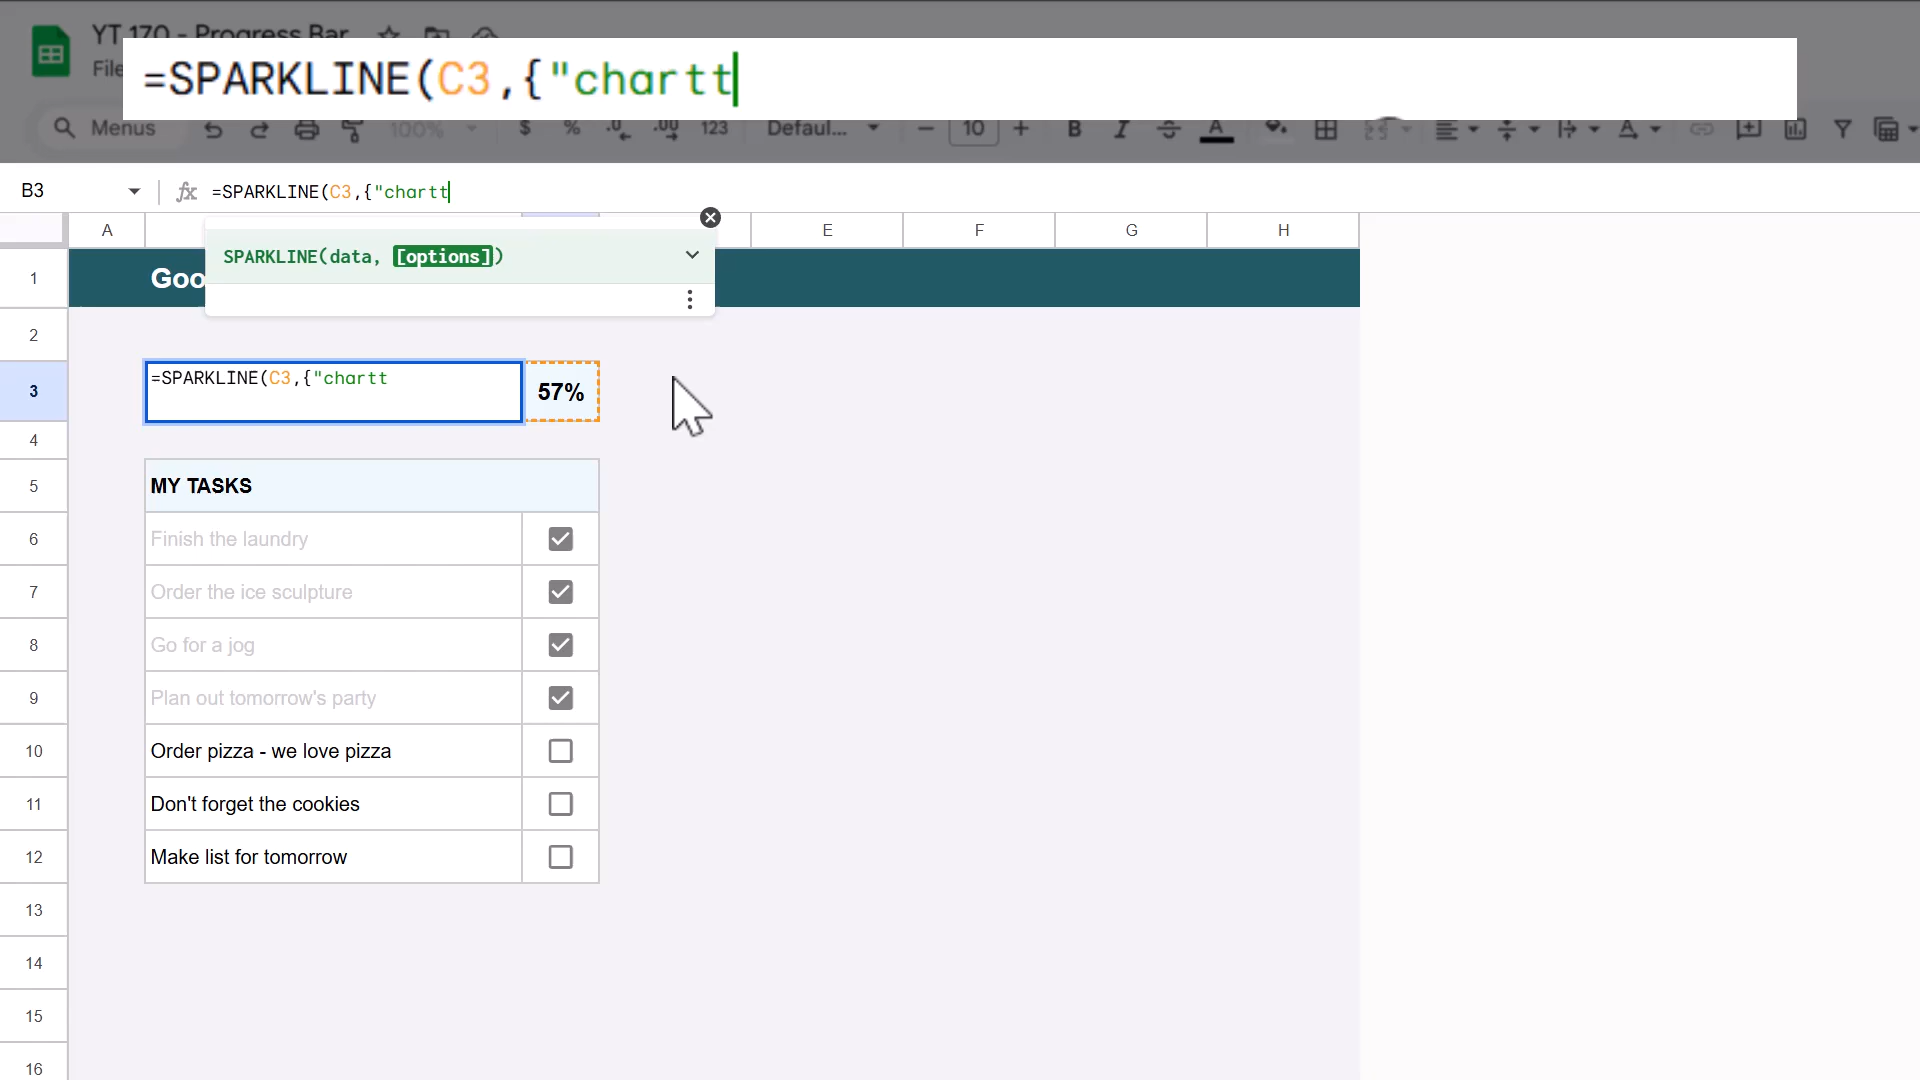 YT 170 - Progress Bar
File
=SPARKLINE(C3,{"chartt
Menus
100%
$ % .0 .00 123
Defaul...
10
B I S A
B3
fx =SPARKLINE(C3,{"chartt
SPARKLINE(data, [options])
A E F G H
1
Goo
2
3
=SPARKLINE(C3,{"chartt
57%
4
5
MY TASKS
6
Finish the laundry
7
Order the ice sculpture
8
Go for a jog
9
Plan out tomorrow's party
10
Order pizza - we love pizza
11
Don't forget the cookies
12
Make list for tomorrow
13
14
15
16